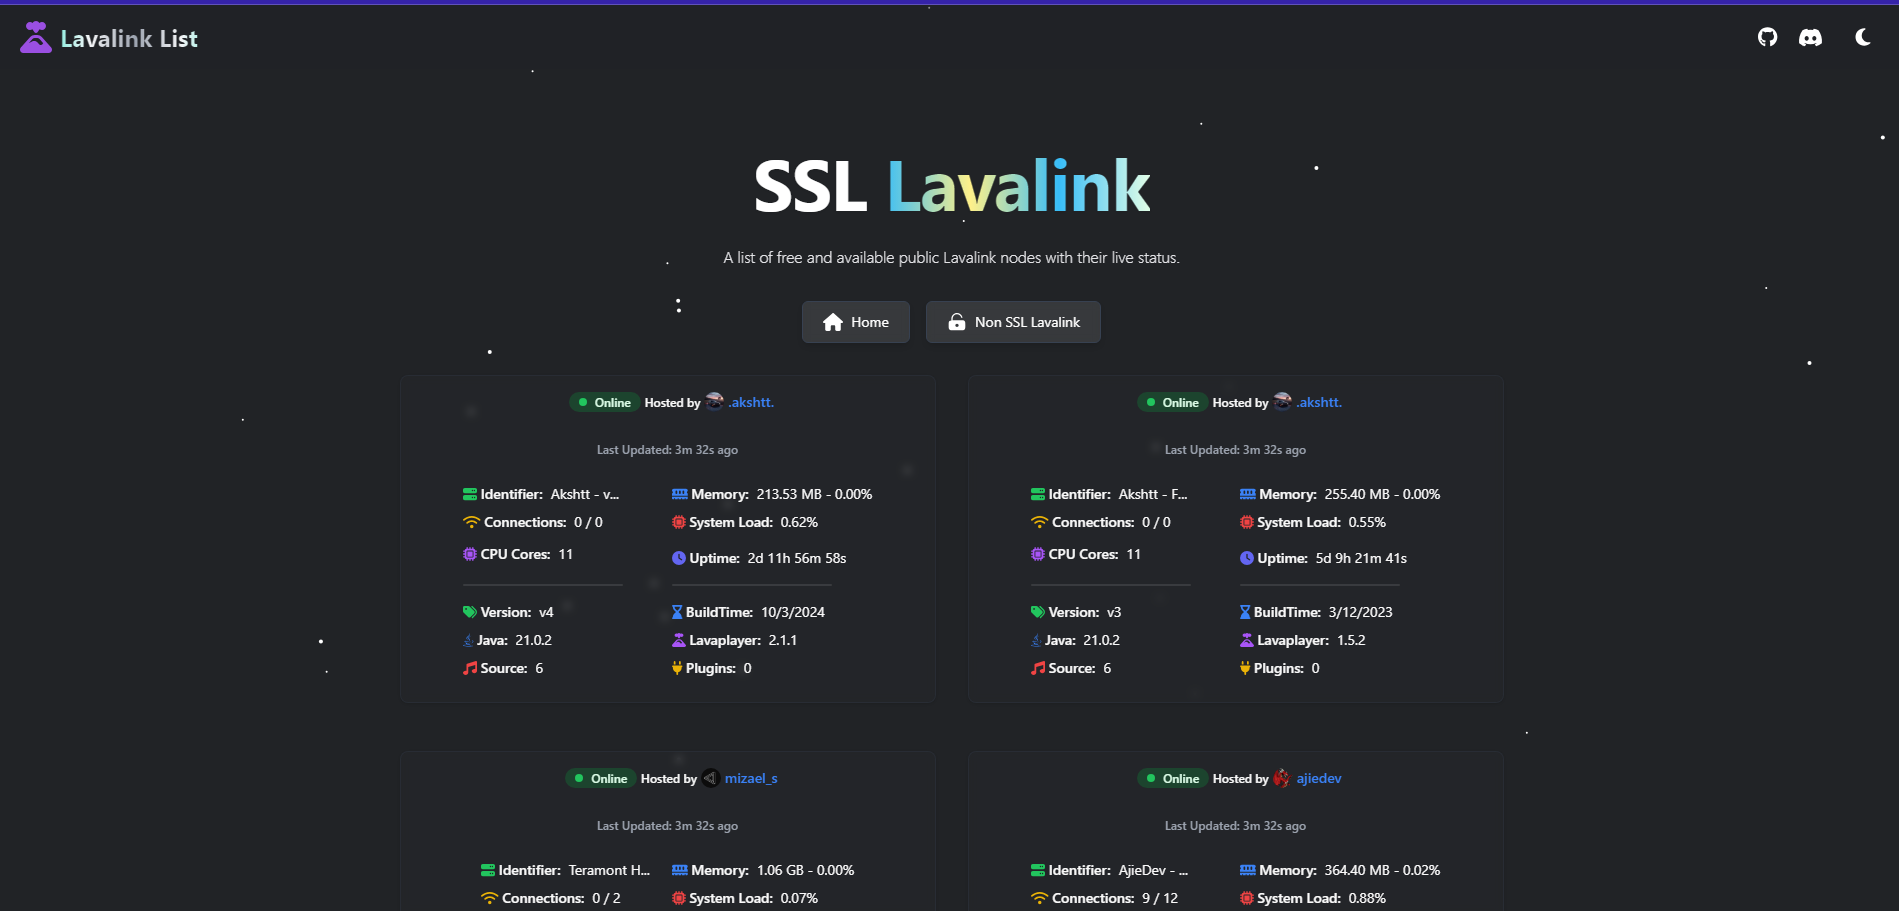 Lavalink List
SSL Lavalink
A list of free and available public Lavalink nodes with their live status.
Home
Non SSL Lavalink
Online Hosted by .akshtt.
Last Updated: 3m 32s ago
Identifier: Akshtt - v...
Memory: 213.53 MB - 0.00%
Connections: 0 / 0
System Load: 0.62%
CPU Cores: 11
Uptime: 2d 11h 56m 58s
Version: v4
BuildTime: 10/3/2024
Java: 21.0.2
Lavaplayer: 2.1.1
Source: 6
Plugins: 0
Online Hosted by .akshtt.
Last Updated: 3m 32s ago
Identifier: Akshtt - F...
Memory: 255.40 MB - 0.00%
Connections: 0 / 0
System Load: 0.55%
CPU Cores: 11
Uptime: 5d 9h 21m 41s
Version: v3
BuildTime: 3/12/2023
Java: 21.0.2
Lavaplayer: 1.5.2
Source: 6
Plugins: 0
Online Hosted by mizael_s
Last Updated: 3m 32s ago
Identifier: Teramont H...
Memory: 1.06 GB - 0.00%
Connections: 0 / 2
System Load: 0.07%
Online Hosted by ajiedev
Last Updated: 3m 32s ago
Identifier: AjieDev - ...
Memory: 364.40 MB - 0.02%
Connections: 9 / 12
System Load: 0.88%